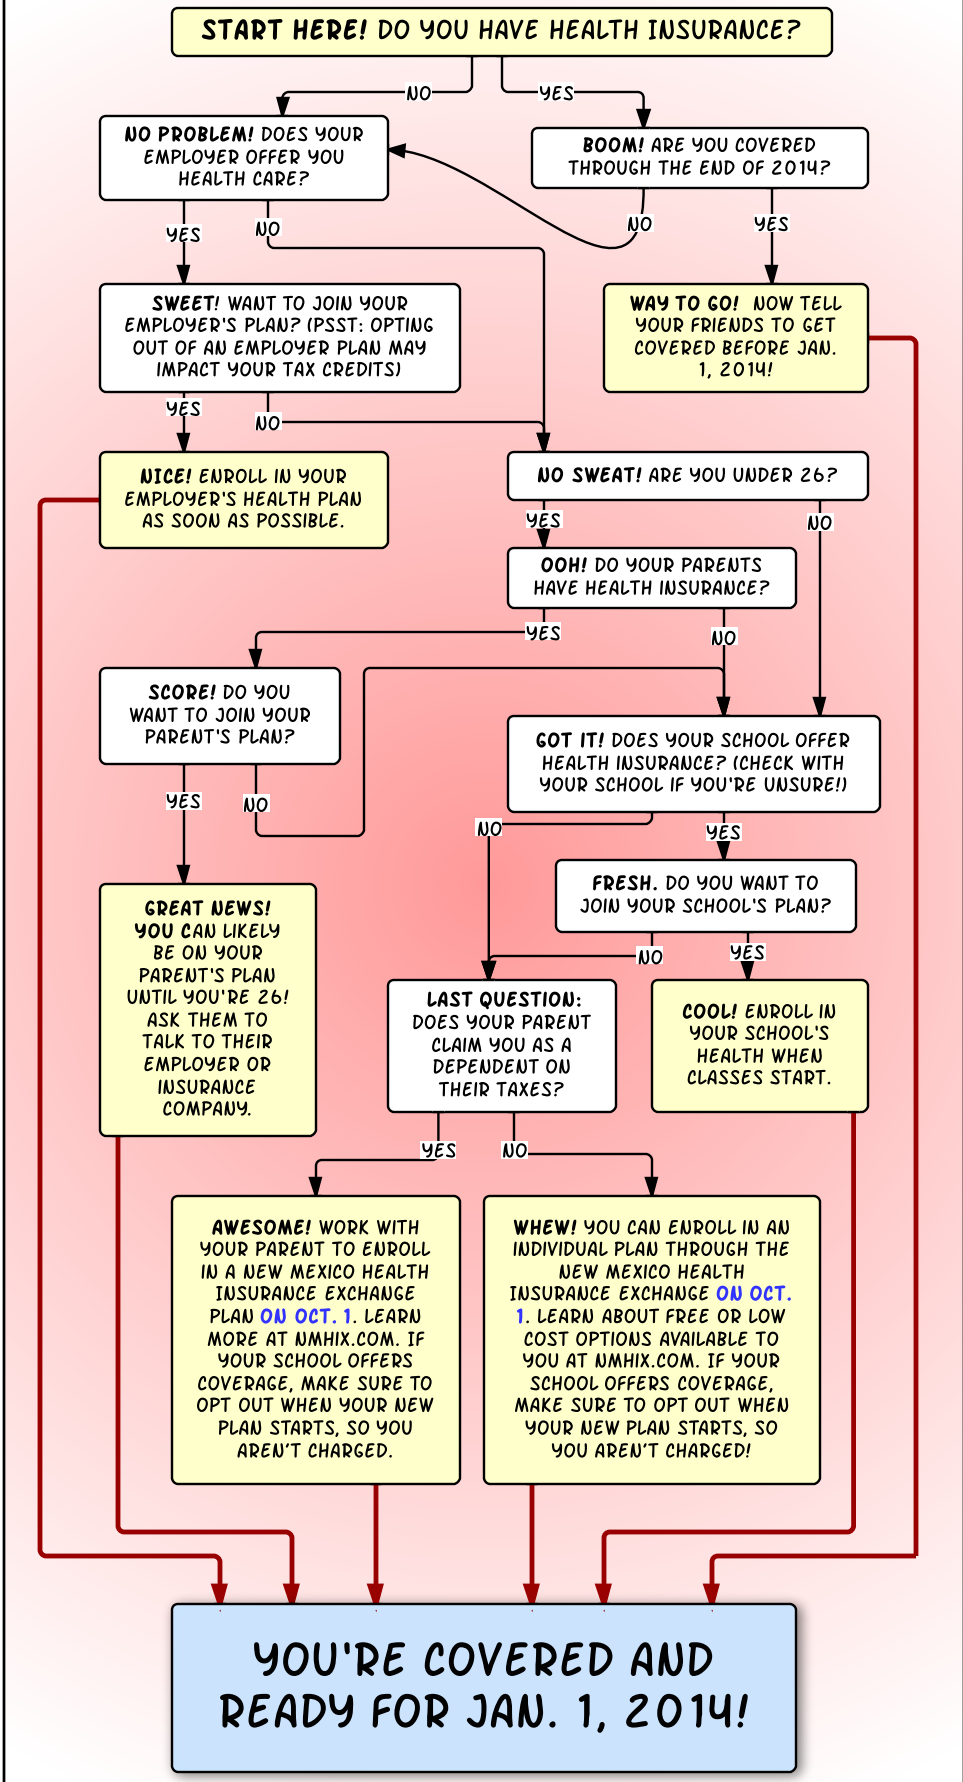 START HERE! DO YOU HAVE HEALTH INSURANCE?
NO
YES
NO PROBLEM! DOES YOUR
EMPLOYER OFFER YOU
HEALTH CARE?
BOOM! ARE YOU COVERED
THROUGH THE END OF 2014?
YES
NO
NO
YES
SWEET! WANT TO JOIN YOUR
EMPLOYER'S PLAN? (PSST: OPTING
OUT OF AN EMPLOYER PLAN MAY
IMPACT YOUR TAX CREDITS)
WAY TO GO! NOW TELL
YOUR FRIENDS TO GET
COVERED BEFORE JAN.
1, 2014!
YES
NO
NICE! ENROLL IN YOUR
EMPLOYER'S HEALTH PLAN
AS SOON AS POSSIBLE.
NO SWEAT! ARE YOU UNDER 26?
YES
NO
OOH! DO YOUR PARENTS
HAVE HEALTH INSURANCE?
YES
NO
SCORE! DO YOU
WANT TO JOIN YOUR
PARENT'S PLAN?
GOT IT! DOES YOUR SCHOOL OFFER
HEALTH INSURANCE? (CHECK WITH
YOUR SCHOOL IF YOU'RE UNSURE!)
YES
NO
NO
YES
FRESH. DO YOU WANT TO
JOIN YOUR SCHOOL'S PLAN?
NO
YES
GREAT NEWS!
YOU CAN LIKELY
BE ON YOUR
PARENT'S PLAN
UNTIL YOU'RE 26!
ASK THEM TO
TALK TO THEIR
EMPLOYER OR
INSURANCE
COMPANY.
LAST QUESTION:
DOES YOUR PARENT
CLAIM YOU AS A
DEPENDENT ON
THEIR TAXES?
COOL! ENROLL IN
YOUR SCHOOL'S
HEALTH WHEN
CLASSES START.
YES
NO
AWESOME! WORK WITH
YOUR PARENT TO ENROLL
IN A NEW MEXICO HEALTH
INSURANCE EXCHANGE
PLAN ON OCT. 1. LEARN
MORE AT NMHIX.COM. IF
YOUR SCHOOL OFFERS
COVERAGE, MAKE SURE TO
OPT OUT WHEN YOUR NEW
PLAN STARTS, SO YOU
AREN'T CHARGED.
WHEW! YOU CAN ENROLL IN AN
INDIVIDUAL PLAN THROUGH THE
NEW MEXICO HEALTH
INSURANCE EXCHANGE ON OCT.
1. LEARN ABOUT FREE OR LOW
COST OPTIONS AVAILABLE TO
YOU AT NMHIX.COM. IF YOUR
SCHOOL OFFERS COVERAGE,
MAKE SURE TO OPT OUT WHEN
YOUR NEW PLAN STARTS, SO
YOU AREN'T CHARGED!
YOU'RE COVERED AND
READY FOR JAN. 1, 2014!